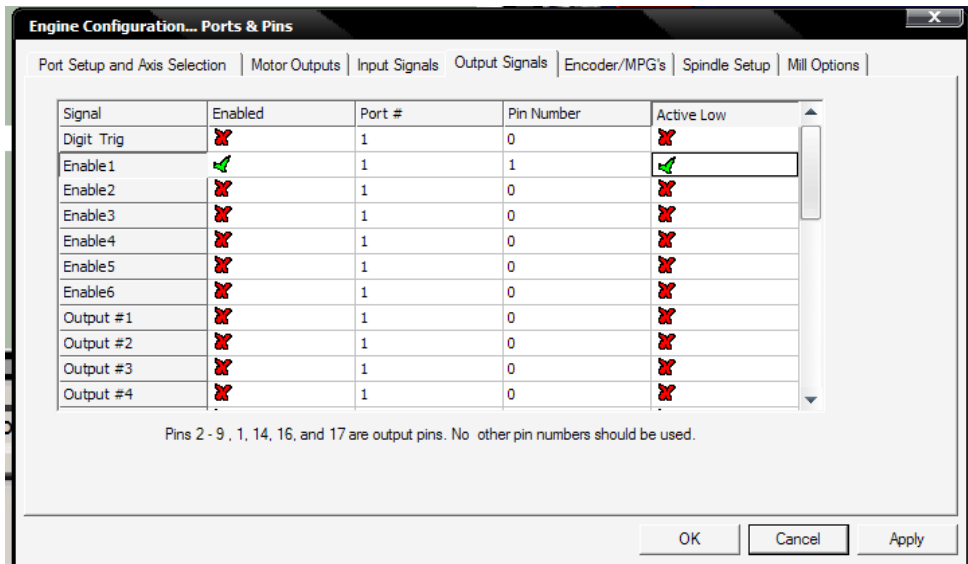 Engine Configuration... Ports & Pins
Port Setup and Axis Selection Motor Outputs Input Signals Output Signals Encoder/MPG's Spindle Setup Mill Options
Signal Enabled Port # Pin Number Active Low
Digit Trig 1 0
Enable1 1 1
Enable2 1 0
Enable3 1 0
Enable4 1 0
Enable5 1 0
Enable6 1 0
Output #1 1 0
Output #2 1 0
Output #3 1 0
Output #4 1 0
Pins 2 - 9 , 1, 14, 16, and 17 are output pins. No other pin numbers should be used.
OK Cancel Apply